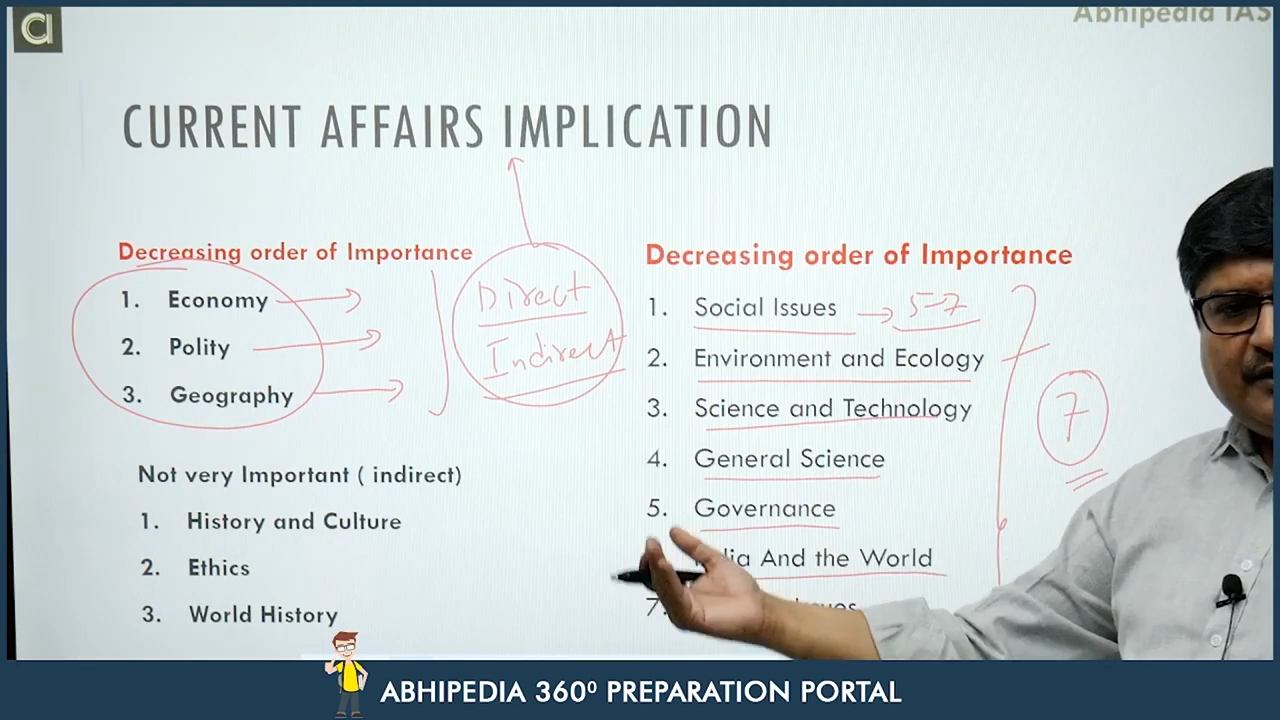 Abhipedia IAS
CURRENT AFFAIRS IMPLICATION
Decreasing order of Importance
1. Economy
2. Polity
3. Geography
Direct
Indirect
Not very Important ( indirect)
1. History and Culture
2. Ethics
3. World History
Decreasing order of Importance
1. Social Issues → 5-7
2. Environment and Ecology
3. Science and Technology
4. General Science
5. Governance
And the World
7.
7
ABHIPEDIA 360⁰ PREPARATION PORTAL